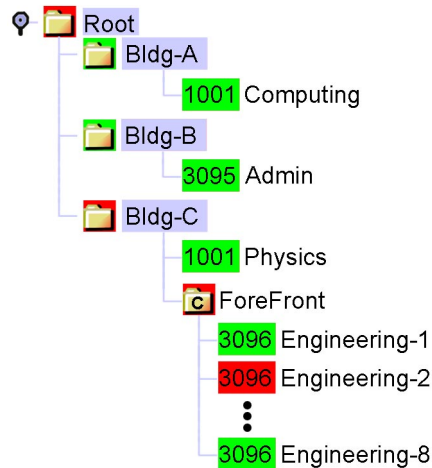 Root
Bldg-A
1001 Computing
Bldg-B
3095 Admin
Bldg-C
1001 Physics
C ForeFront
3096 Engineering-1
3096 Engineering-2
3096 Engineering-8